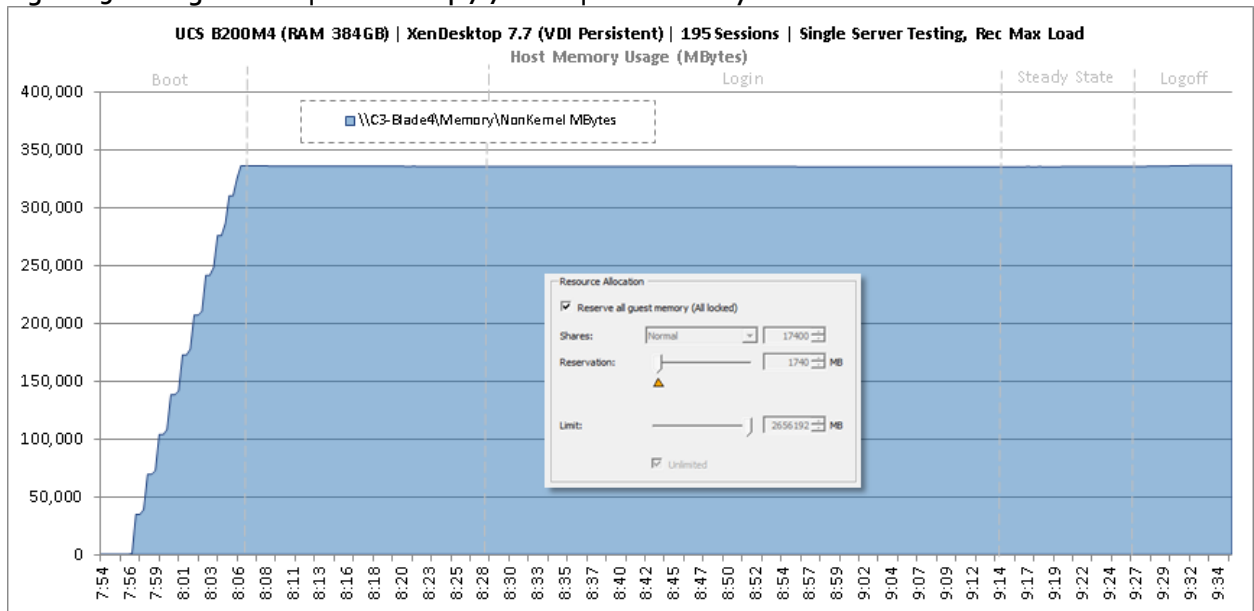 UCS B200M4 (RAM 384GB) | XenDesktop 7.7 (VDI Persistent) | 195 Sessions | Single Server Testing, Rec Max Load
Host Memory Usage (MBytes)
Boot Login Steady State Logoff
400,000
\\C3-Blade4\Memory\NonKernel MBytes
350,000
300,000
250,000
Resource Allocation
Reserve all guest memory (All locked)
200,000
Shares: Normal 17400
Reservation: 1740 MB
150,000
Limit: 2656192 MB
100,000
Unlimited
50,000
0
7:54 7:56 7:59 8:01 8:03 8:06 8:08 8:11 8:13 8:16 8:18 8:20 8:23 8:25 8:28 8:30 8:33 8:35 8:37 8:40 8:42 8:45 8:47 8:50 8:52 8:54 8:57 8:59 9:02 9:04 9:07 9:09 9:12 9:14 9:17 9:19 9:22 9:24 9:27 9:29 9:32 9:34